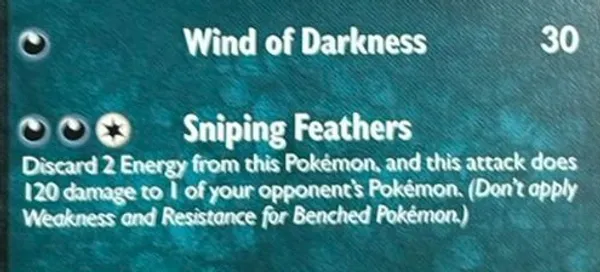 Wind of Darkness 30
Sniping Feathers
Discard 2 Energy from this Pokémon, and this attack does
120 damage to 1 of your opponent's Pokémon. (Don't apply
Weakness and Resistance for Benched Pokémon.)